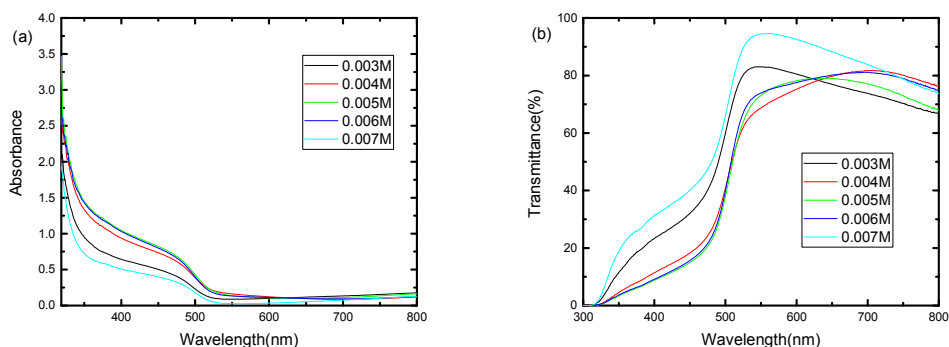 (a)
4.0
3.5
3.0
2.5
2.0
1.5
1.0
0.5
0.0
Absorbance
400 500 600 700 800
Wavelength(nm)
0.003M
0.004M
0.005M
0.006M
0.007M
(b)
100
80
60
40
20
0
Transmittance(%)
300 400 500 600 700 800
Wavelength(nm)
0.003M
0.004M
0.005M
0.006M
0.007M